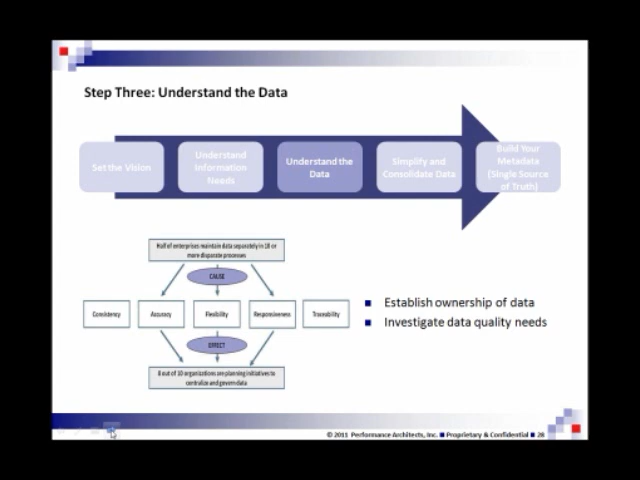 Step Three: Understand the Data
Set the Vision
Understand
Information
Needs
Understand the
Data
Simplify and
Consolidate Data
Build Your
Metadata
(Single Source
of Truth)
Half of enterprises maintain data separately in 10 or
more disparate processes
CAUSE
Consistency
Accuracy
Flexibility
Responsiveness
Traceability
EFFECT
8 out of 10 organizations are planning initiatives to
centralize and govern data
■ Establish ownership of data
■ Investigate data quality needs
© 2011 Performance Architects, Inc. ■ Proprietary & Confidential ■ 28